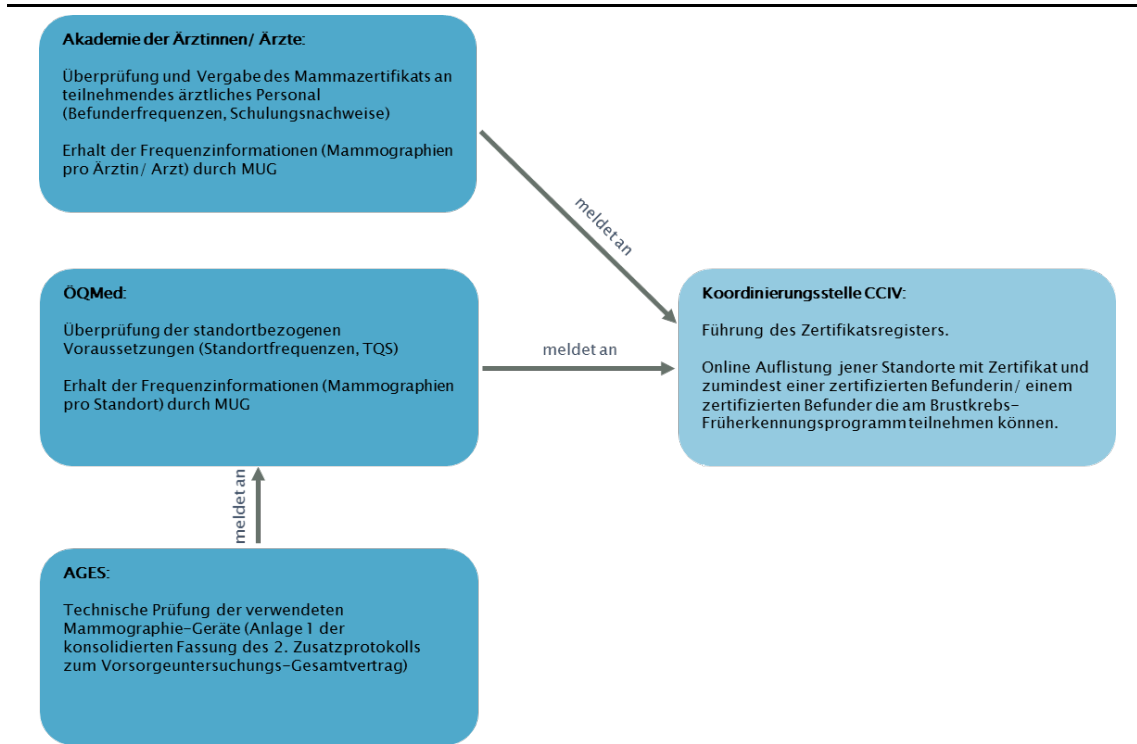 Akademie der Ärztinnen/ Ärzte:
Überprüfung und Vergabe des Mammazertifikats an
teilnehmendes ärztliches Personal
(Befunderfrequenzen, Schulungsnachweise)
Erhalt der Frequenzinformationen (Mammographien
pro Ärztin/ Arzt) durch MUG
meldet an
ÖQMed:
Überprüfung der standortbezogenen
Voraussetzungen (Standortfrequenzen, TQS)
Erhalt der Frequenzinformationen (Mammographien
pro Standort) durch MUG
meldet an
Koordinierungsstelle CCIV:
Führung des Zertifikatsregisters.
Online Auflistung jener Standorte mit Zertifikat und
zumindest einer zertifizierten Befunderin/ einem
zertifizierten Befunder die am Brustkrebs-
Früherkennungsprogramm teilnehmen können.
meldet an
AGES:
Technische Prüfung der verwendeten
Mammographie-Geräte (Anlage 1 der
konsolidierten Fassung des 2. Zusatzprotokolls
zum Vorsorgeuntersuchungs-Gesamtvertrag)